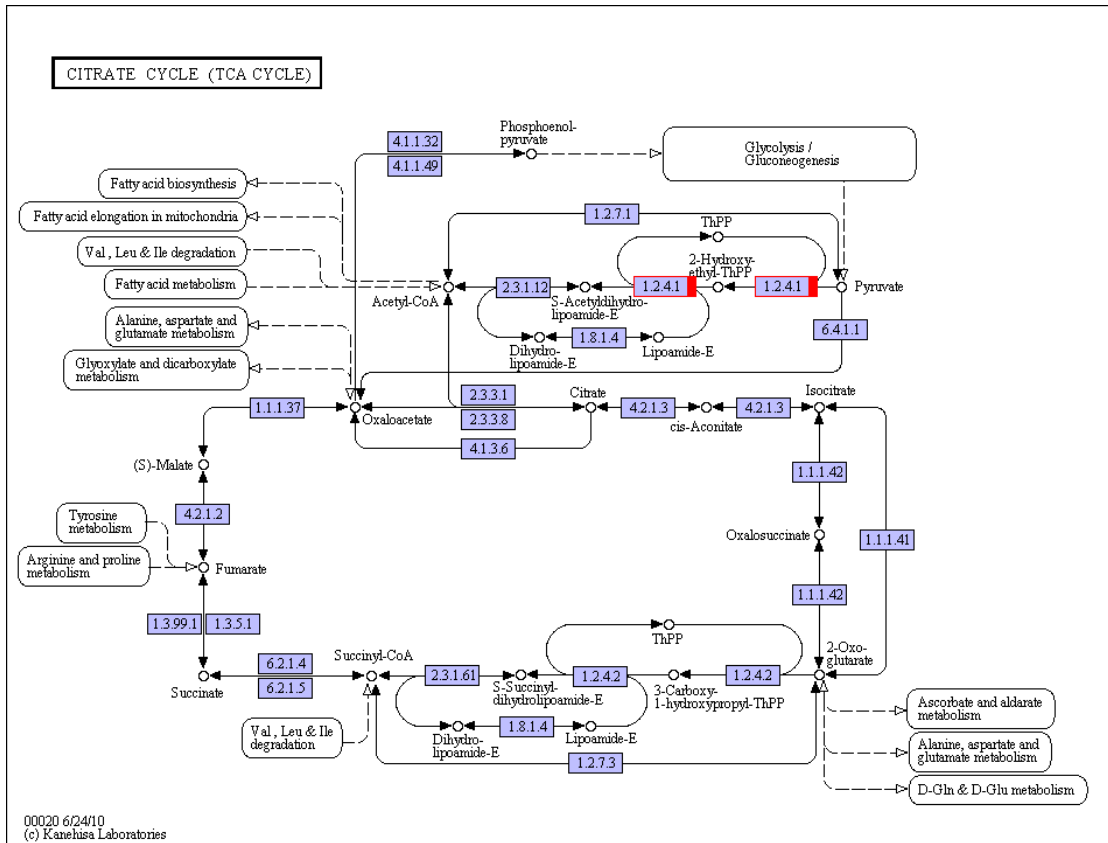 CITRATE CYCLE (TCA CYCLE)
Phosphoenol-
pyruvate
4.1.1.32
4.1.1.49
Glycolysis /
Gluconeogenesis
Fatty acid biosynthesis
Fatty acid elongation in mitochondria
Val, Leu & Ile degradation
Fatty acid metabolism
Alanine, aspartate and
glutamate metabolism
Glyoxylate and dicarboxylate
metabolism
1.2.7.1
ThPP
2-Hydroxy-
ethyl-ThPP
Acetyl-CoA
2.3.1.12
S-Acetyldihydro-
lipoamide-E
1.2.4.1
1.2.4.1
Pyruvate
Dihydro-
lipoamide-E
1.8.1.4
Lipoamide-E
6.4.1.1
1.1.1.37
Oxaloacetate
2.3.3.1
2.3.3.8
4.1.3.6
Citrate
4.2.1.3
cis-Aconitate
4.2.1.3
Isocitrate
(S)-Malate
4.2.1.2
1.1.1.42
Oxalosuccinate
1.1.1.41
1.1.1.42
Tyrosine
metabolism
Arginine and proline
metabolism
Fumarate
1.3.99.1
1.3.5.1
Succinate
6.2.1.4
6.2.1.5
Succinyl-CoA
2.3.1.61
S-Succinyl-
dihydrolipoamide-E
ThPP
1.2.4.2
3-Carboxy-
1-hydroxypropyl-ThPP
1.2.4.2
2-Oxo-
glutarate
Val, Leu & Ile
degradation
Dihydro-
lipoamide-E
1.8.1.4
Lipoamide-E
1.2.7.3
Ascorbate and aldarate
metabolism
Alanine, aspartate and
glutamate metabolism
D-Gln & D-Glu metabolism
00020 6/24/10
(c) Kanehisa Laboratories